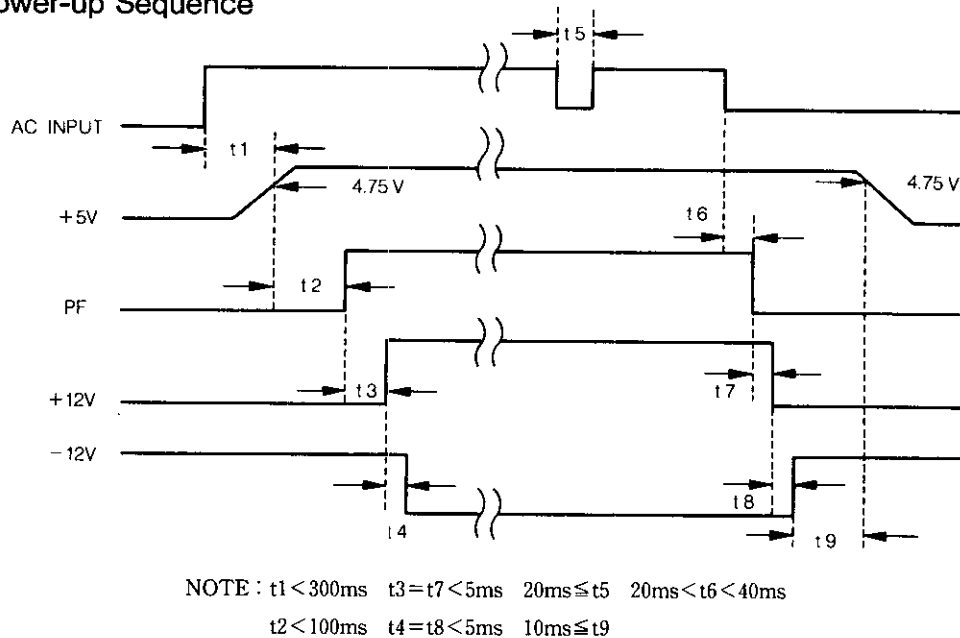 ower-up Sequence
t5
AC INPUT
t1
4.75 V
4.75 V
+5V
t6
t2
PF
t3
t7
+12V
-12V
t8
t4
t9
NOTE : t1<300ms t3=t7<5ms 20ms≦t5 20ms<t6<40ms
t2<100ms t4=t8<5ms 10ms≦t9